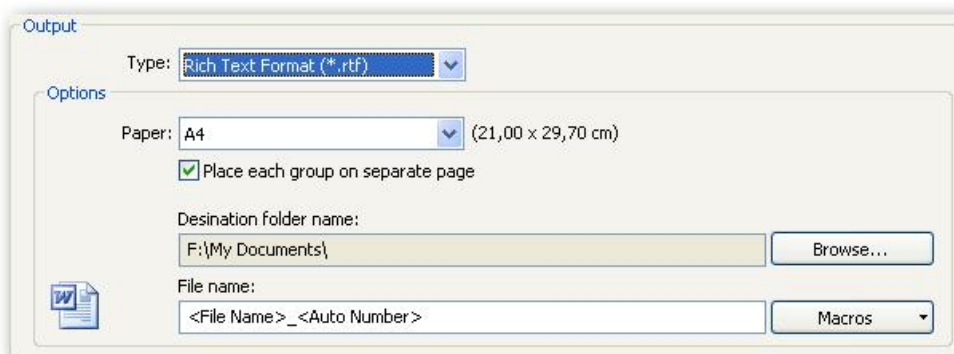 Output
Type: Rich Text Format (*.rtf)
Options
Paper: A4 (21,00 x 29,70 cm)
Place each group on separate page
Desination folder name:
F:\My Documents\ Browse...
File name:
<File Name>_<Auto Number> Macros